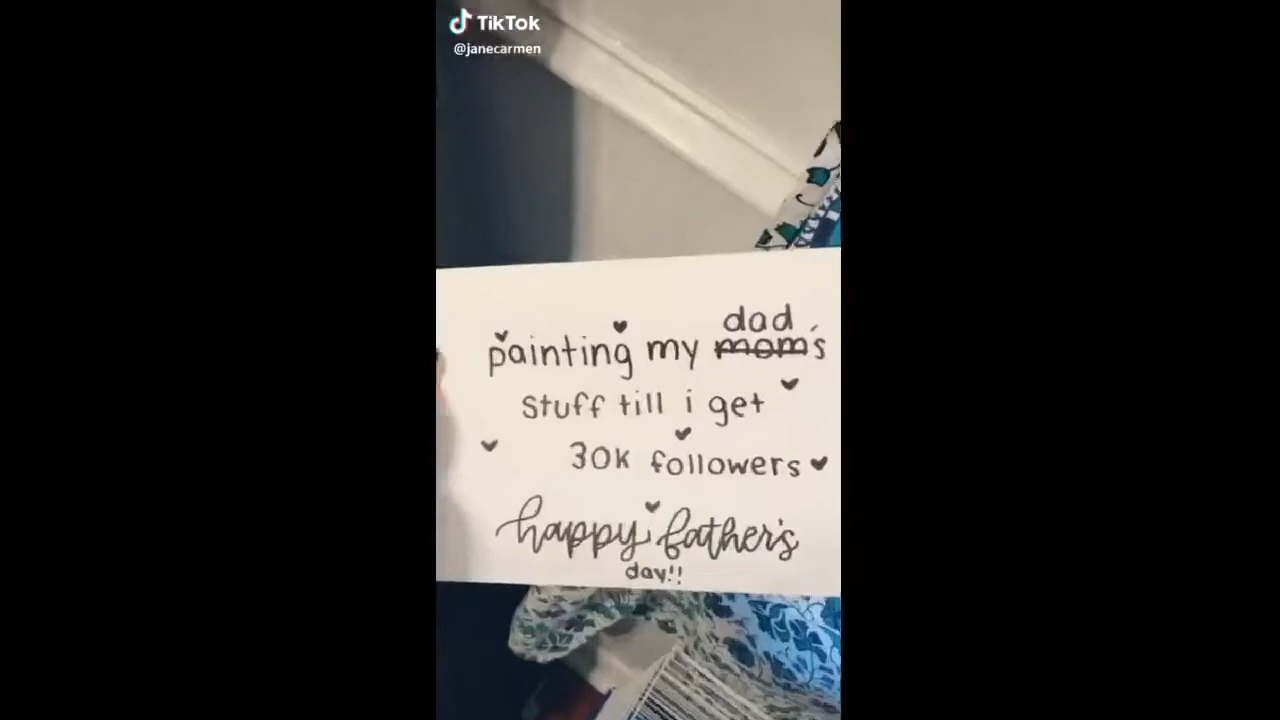 TikTok
@janecarmen
dad
painting my mom's
stuff till i get
30k followers
happy father's
day!!